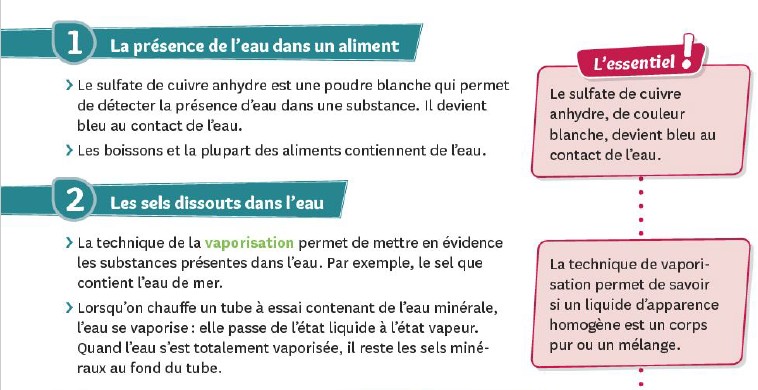 1 La présence de l'eau dans un aliment
› Le sulfate de cuivre anhydre est une poudre blanche qui permet
de détecter la présence d'eau dans une substance. Il devient
bleu au contact de l'eau.
› Les boissons et la plupart des aliments contiennent de l'eau.
2 Les sels dissouts dans l'eau
› La technique de la vaporisation permet de mettre en évidence
les substances présentes dans l'eau. Par exemple, le sel que
contient l'eau de mer.
› Lorsqu'on chauffe un tube à essai contenant de l'eau minérale,
l'eau se vaporise : elle passe de l'état liquide à l'état vapeur.
Quand l'eau s'est totalement vaporisée, il reste les sels miné-
raux au fond du tube.
L'essentiel !
Le sulfate de cuivre
anhydre, de couleur
blanche, devient bleu au
contact de l'eau.
La technique de vapori-
sation permet de savoir
si un liquide d'apparence
homogène est un corps
pur ou un mélange.